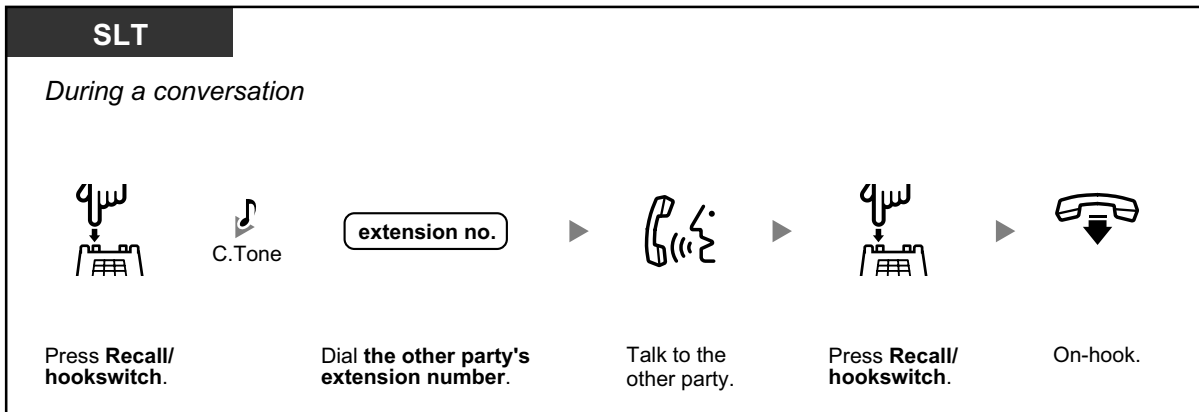 SLT
During a conversation
C.Tone
extension no.
Press Recall/
hookswitch.
Dial the other party's
extension number.
Talk to the
other party.
Press Recall/
hookswitch.
On-hook.